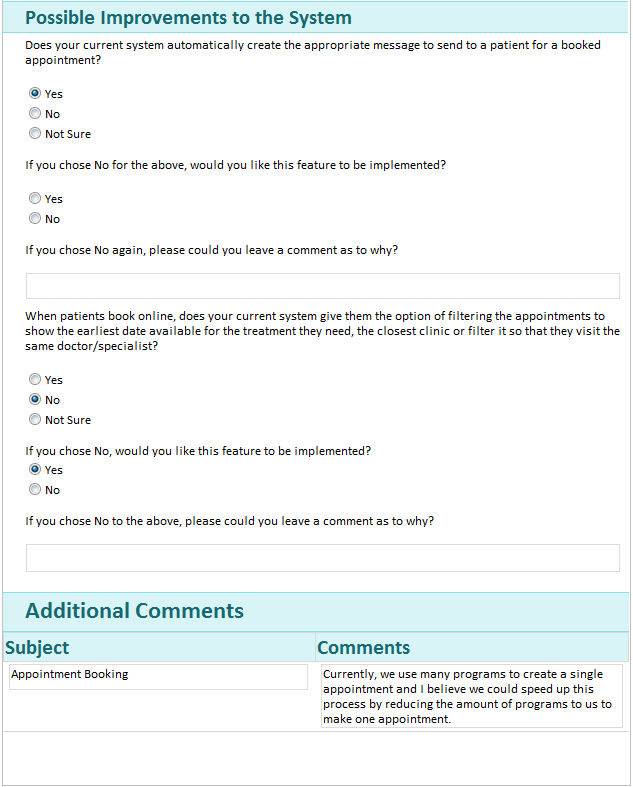 Possible Improvements to the System
Does your current system automatically create the appropriate message to send to a patient for a booked
appointment?
Yes
No
Not Sure
If you chose No for the above, would you like this feature to be implemented?
Yes
No
If you chose No again, please could you leave a comment as to why?
When patients book online, does your current system give them the option of filtering the appointments to
show the earliest date available for the treatment they need, the closest clinic or filter it so that they visit the
same doctor/specialist?
Yes
No
Not Sure
If you chose No, would you like this feature to be implemented?
Yes
No
If you chose No to the above, please could you leave a comment as to why?
Additional Comments
Subject
Comments
Appointment Booking
Currently, we use many programs to create a single
appointment and I believe we could speed up this
process by reducing the amount of programs to us to
make one appointment.